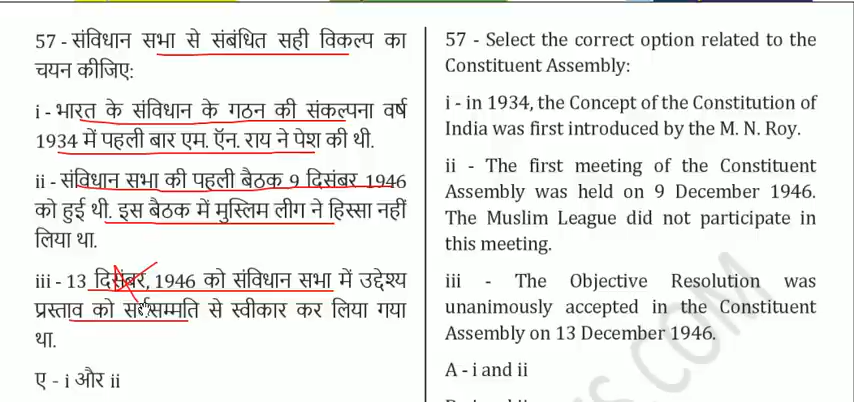 57 - संविधान सभा से संबंधित सही विकल्प का
चयन कीजिए:
i - भारत के संविधान के गठन की संकल्पना वर्ष
1934 में पहली बार एम. ऍन. राय ने पेश की थी.
ii - संविधान सभा की पहली बैठक 9 दिसंबर 1946
को हुई थी. इस बैठक में मुस्लिम लीग ने हिस्सा नहीं
लिया था.
iii - 13 दिसंबर, 1946 को संविधान सभा में उद्देश्य
प्रस्ताव को सर्वसम्मति से स्वीकार कर लिया गया
था.
ए - i और ii
57 - Select the correct option related to the
Constituent Assembly:
i - in 1934, the Concept of the Constitution of
India was first introduced by the M. N. Roy.
ii - The first meeting of the Constituent
Assembly was held on 9 December 1946.
The Muslim League did not participate in
this meeting.
iii - The Objective Resolution was
unanimously accepted in the Constituent
Assembly on 13 December 1946.
A - i and ii